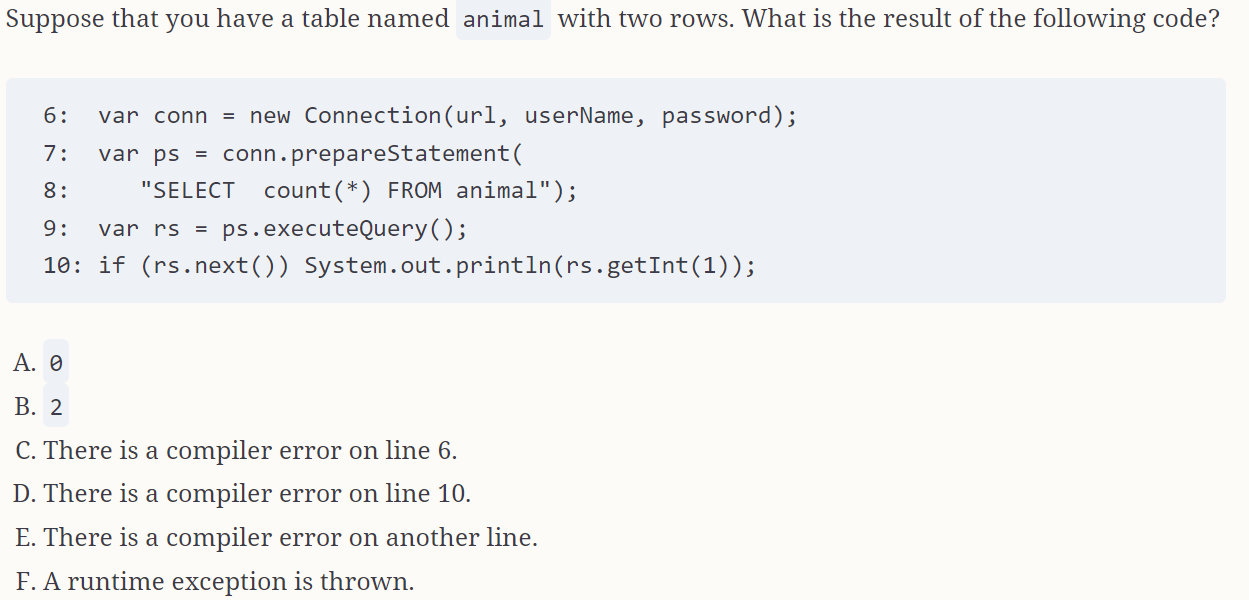 Suppose that you have a table named animal with two rows. What is the result of the following code?
6: var conn = new Connection(url, userName, password);
7: var ps = conn.prepareStatement(
8: "SELECT count(*) FROM animal");
9: var rs = ps.executeQuery();
10: if (rs.next()) System.out.println(rs.getInt(1));
A. 0
B. 2
C. There is a compiler error on line 6.
D. There is a compiler error on line 10.
E. There is a compiler error on another line.
F. A runtime exception is thrown.